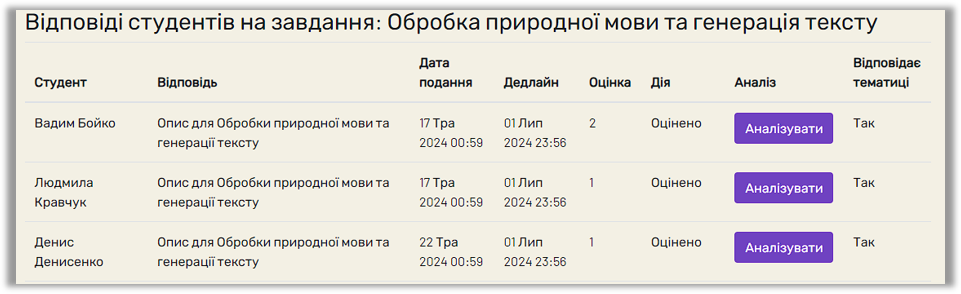 Відповіді студентів на завдання: Обробка природної мови та генерація тексту
Студент Відповідь Дата подання Дедлайн Оцінка Дія Аналіз Відповідає тематиці
Вадим Бойко Опис для Обробки природної мови та генерації тексту 17 Тра 2024 00:59 01 Лип 2024 23:56 2 Оцінено Аналізувати Так
Людмила Кравчук Опис для Обробки природної мови та генерації тексту 17 Тра 2024 00:59 01 Лип 2024 23:56 1 Оцінено Аналізувати Так
Денис Денисенко Опис для Обробки природної мови та генерації тексту 22 Тра 2024 00:59 01 Лип 2024 23:56 1 Оцінено Аналізувати Так